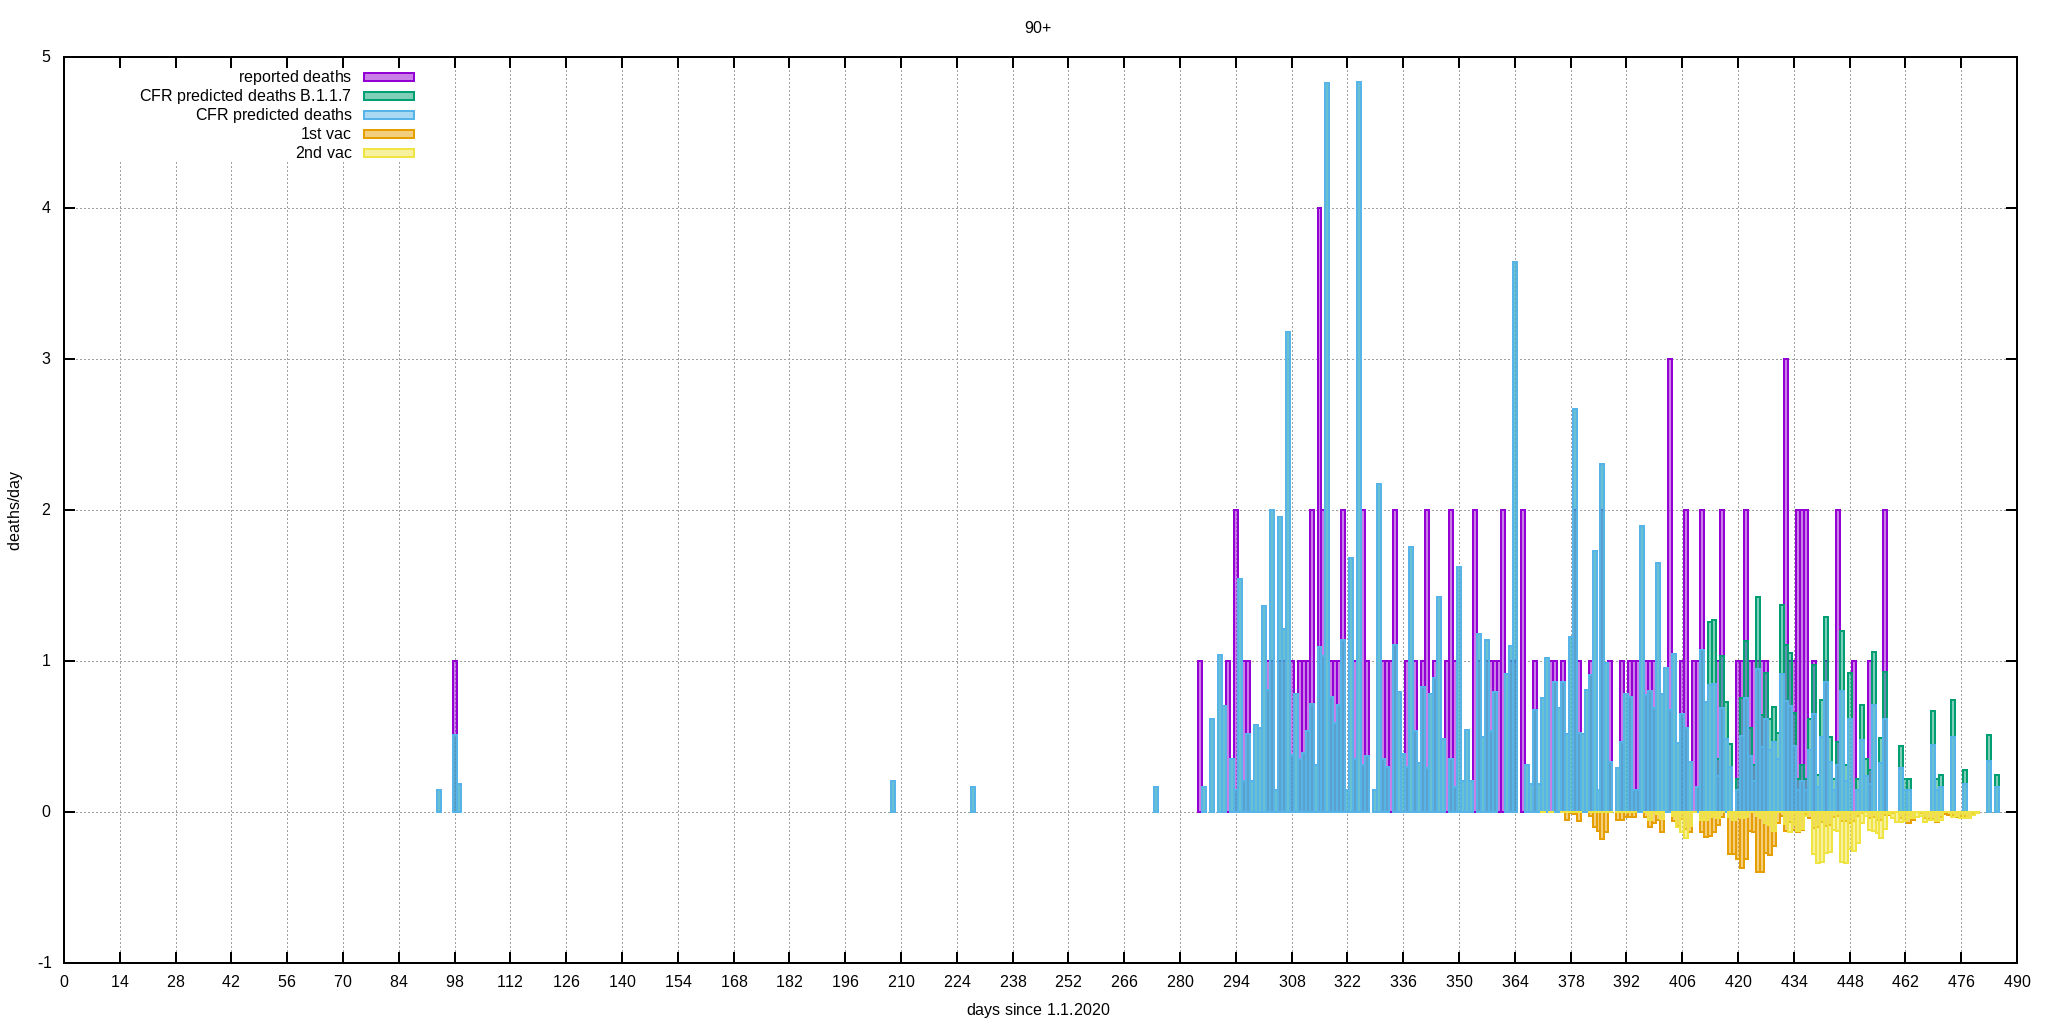 90+
reported deaths
CFR predicted deaths B.1.1.7
CFR predicted deaths
1st vac
2nd vac
5
4
3
2
1
0
-1
deaths/day
0 14 28 42 56 70 84 98 112 126 140 154 168 182 196 210 224 238 252 266 280 294 308 322 336 350 364 378 392 406 420 434 448 462 476 490
days since 1.1.2020